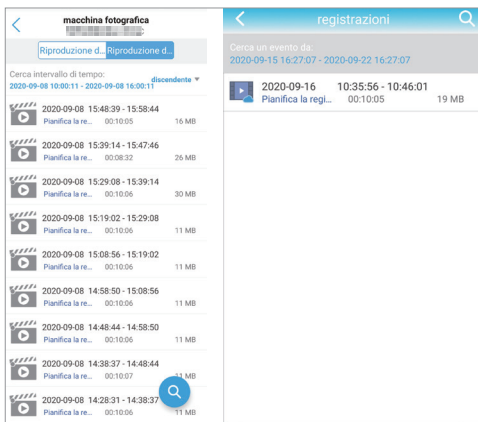 macchina fotografica
Riproduzione d... Riproduzione d...
Cerca intervallo di tempo:
2020-09-08 10:00:11 - 2020-09-08 16:00:11
discendente
2020-09-08 15:48:39 - 15:58:44
Pianifica la re... 00:10:05 16 MB
2020-09-08 15:39:14 - 15:47:46
Pianifica la re... 00:08:32 26 MB
2020-09-08 15:29:08 - 15:39:14
Pianifica la re... 00:10:06 30 MB
2020-09-08 15:19:02 - 15:29:08
Pianifica la re... 00:10:06 11 MB
2020-09-08 15:08:56 - 15:19:02
Pianifica la re... 00:10:06 11 MB
2020-09-08 14:58:50 - 15:08:56
Pianifica la re... 00:10:06 11 MB
2020-09-08 14:48:44 - 14:58:50
Pianifica la re... 00:10:06 11 MB
2020-09-08 14:38:37 - 14:48:44
Pianifica la re... 00:10:07 11 MB
2020-09-08 14:28:31 - 14:38:37
Pianifica la re... 00:10:06 11 MB
registrazioni
Cerca un evento da:
2020-09-15 16:27:07 - 2020-09-22 16:27:07
2020-09-16 10:35:56 - 10:46:01
Pianifica la regi... 00:10:05 19 MB